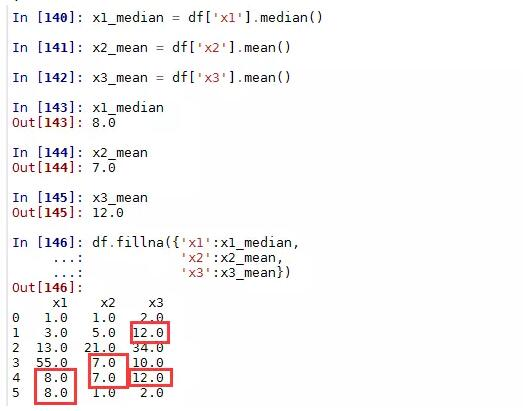 In [140]: x1_median = df['x1'].median()
In [141]: x2_mean = df['x2'].mean()
In [142]: x3_mean = df['x3'].mean()
In [143]: x1_median
Out[143]: 8.0
In [144]: x2_mean
Out[144]: 7.0
In [145]: x3_mean
Out[145]: 12.0
In [146]: df.fillna({'x1':x1_median,
...: 'x2':x2_mean,
...: 'x3':x3_mean})
Out[146]:
x1 x2 x3
0 1.0 1.0 2.0
1 3.0 5.0 12.0
2 13.0 21.0 34.0
3 55.0 7.0 10.0
4 8.0 7.0 12.0
5 8.0 1.0 2.0